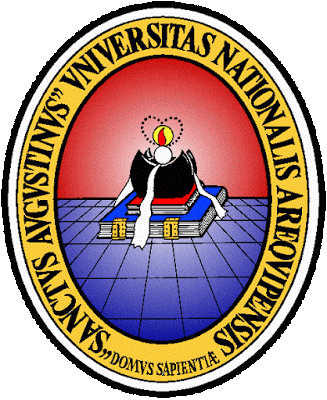 "SANCTVS AVGVSTINVS" VNIVERSITAS NATIONALIS AREQVIPENSIS
DOMVS SAPIENTIÆ